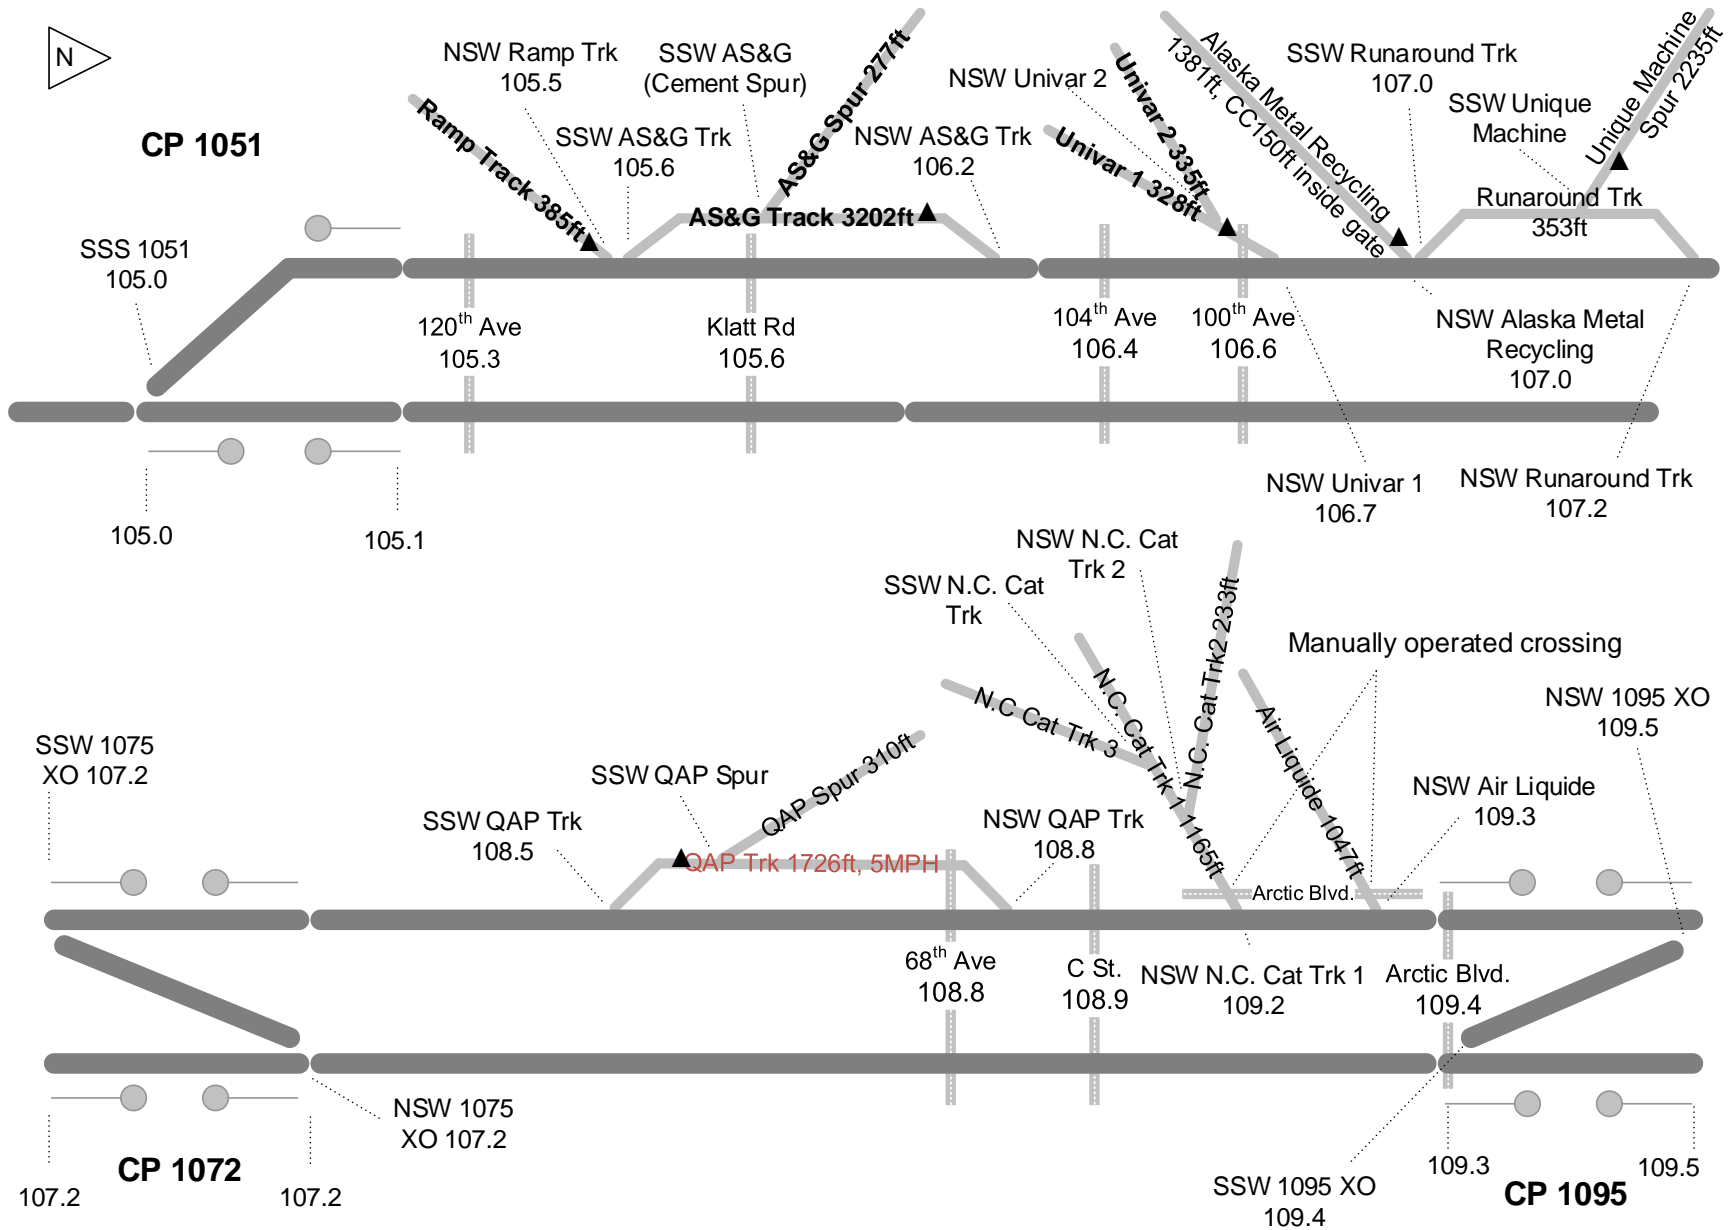 N
CP 1051
NSW Ramp Trk
105.5
SSW AS&G
(Cement Spur)
SSW AS&G Trk
105.6
NSW AS&G Trk
106.2
NSW Univar 2
SSW Runaround Trk
107.0
SSW Unique
Machine
Ramp Track 385ft
AS&G Spur 277ft
AS&G Track 3202ft
Univar 2 335ft
Univar 1 328ft
Alaska Metal Recycling
1381ft, CC150ft inside gate
Unique Machine
Spur 2235ft
Runaround Trk
353ft
SSS 1051
105.0
120th Ave
105.3
Klatt Rd
105.6
104th Ave
106.4
100th Ave
106.6
NSW Alaska Metal
Recycling
107.0
NSW Univar 1
106.7
NSW Runaround Trk
107.2
105.0
105.1
NSW N.C. Cat
Trk 2
SSW N.C. Cat
Trk
Manually operated crossing
NSW 1095 XO
109.5
SSW 1075
XO 107.2
SSW QAP Spur
SSW QAP Trk
108.5
QAP Spur 310ft
QAP Trk 1726ft, 5MPH
NSW QAP Trk
108.8
N.C Cat Trk 3
N.C. Cat Trk 1 1165ft
N.C. Cat Trk2 233ft
Air Liquide 1047ft
NSW Air Liquide
109.3
Arctic Blvd.
68th Ave
108.8
C St.
108.9
NSW N.C. Cat Trk 1
109.2
Arctic Blvd.
109.4
NSW 1075
XO 107.2
CP 1072
107.2
107.2
SSW 1095 XO
109.4
109.3
109.5
CP 1095